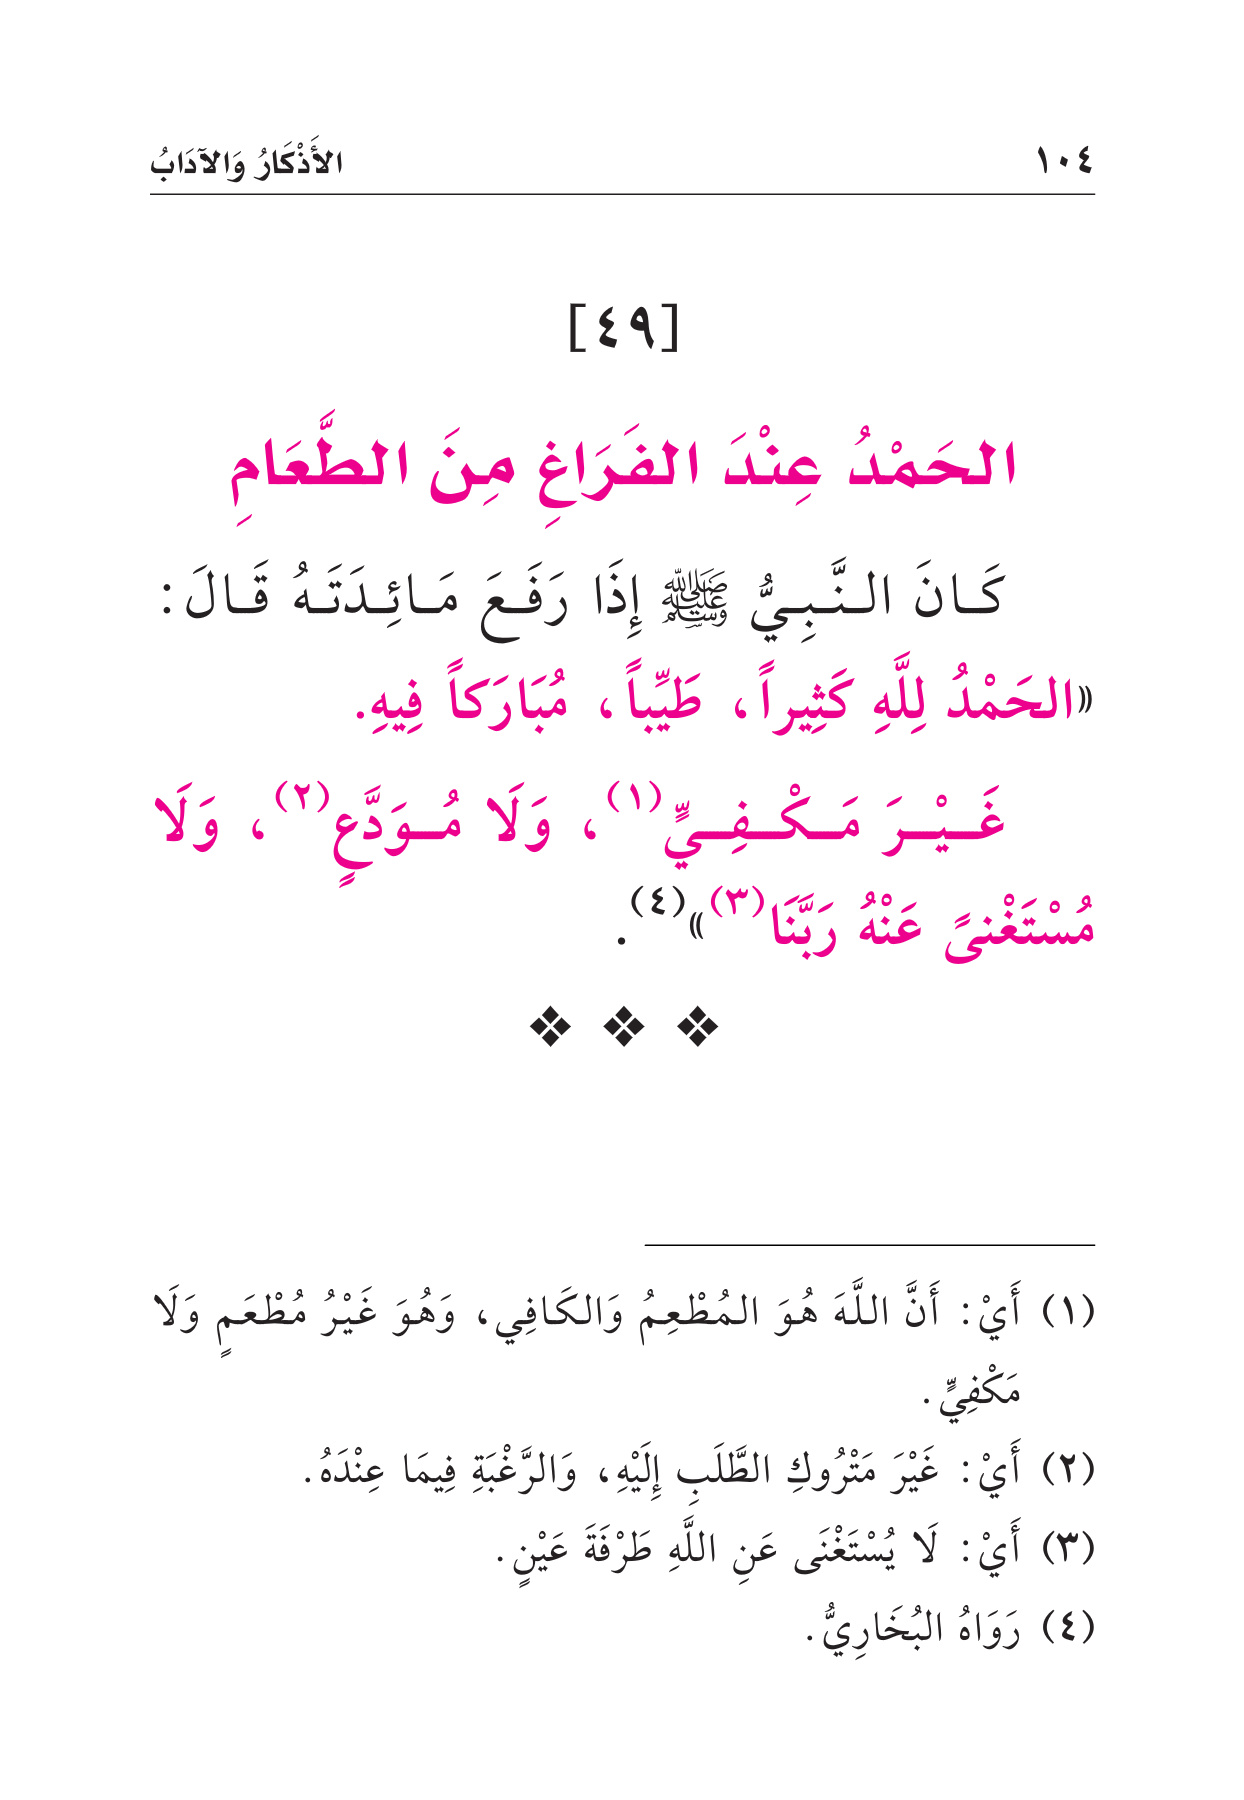 ١٠٤ الأَذْكَارُ وَالآدَابُ
[٤٩]
الحَمْدُ عِنْدَ الفَرَاغِ مِنَ الطَّعَامِ
كَانَ النَّبِيُّ ﷺ إِذَا رَفَعَ مَائِدَتَهُ قَالَ:
«الحَمْدُ لِلَّهِ كَثِيراً، طَيِّباً، مُبَارَكاً فِيهِ.
غَيْرَ مَكْفِيٍّ(١)، وَلَا مُوَدَّعٍ(٢)، وَلَا
مُسْتَغْنىً عَنْهُ رَبَّنَا(٣)»(٤).
(١) أَيْ: أَنَّ اللَّهَ هُوَ المُطْعِمُ وَالكَافِي، وَهُوَ غَيْرُ مُطْعَمٍ وَلَا
مَكْفِيٍّ.
(٢) أَيْ: غَيْرَ مَتْرُوكِ الطَّلَبِ إِلَيْهِ، وَالرَّغْبَةِ فِيمَا عِنْدَهُ.
(٣) أَيْ: لَا يُسْتَغْنَى عَنِ اللَّهِ طَرْفَةَ عَيْنٍ.
(٤) رَوَاهُ البُخَارِيُّ.